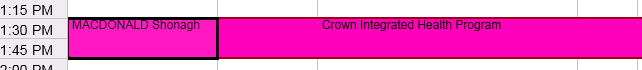 1:15 PM
1:30 PM MACDONALD Shonagh Crown Integrated Health Program
1:45 PM
2:00 PM